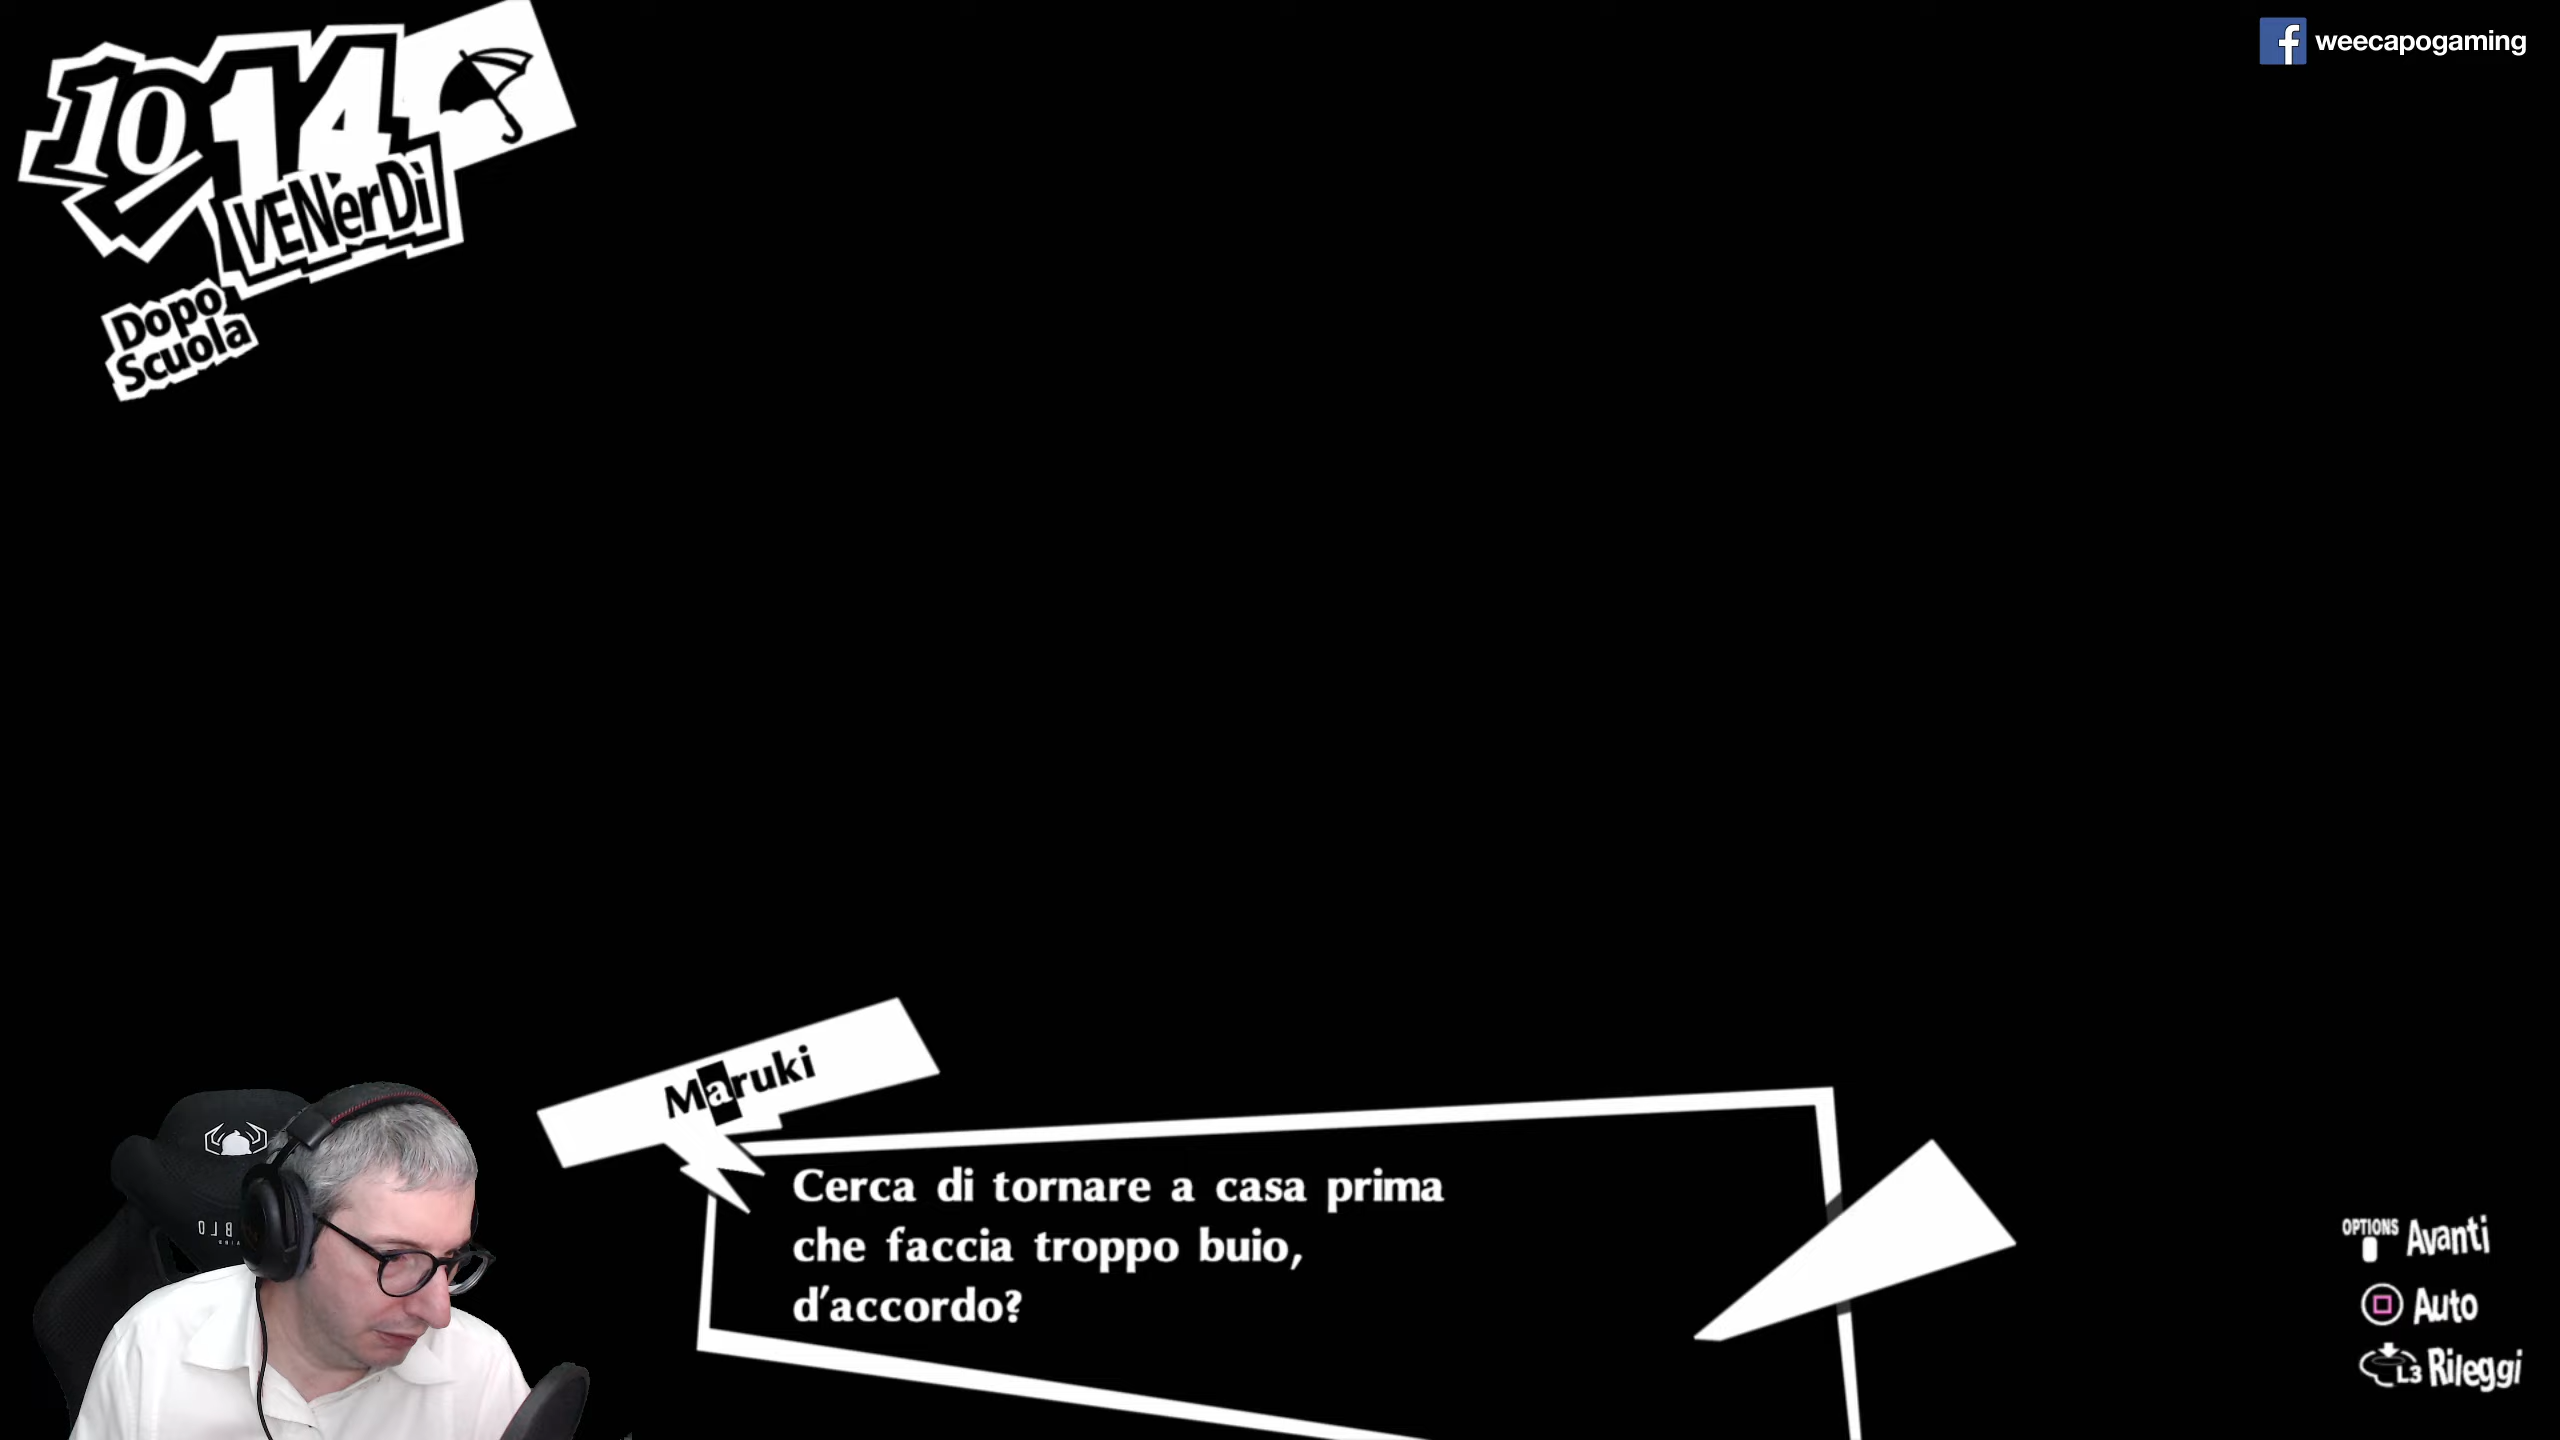 10 14
VENerDì
Dopo
Scuola
weecapogaming
Maruki
Cerca di tornare a casa prima
che faccia troppo buio,
d'accordo?
OPTIONS Avanti
Auto
L3 Rileggi